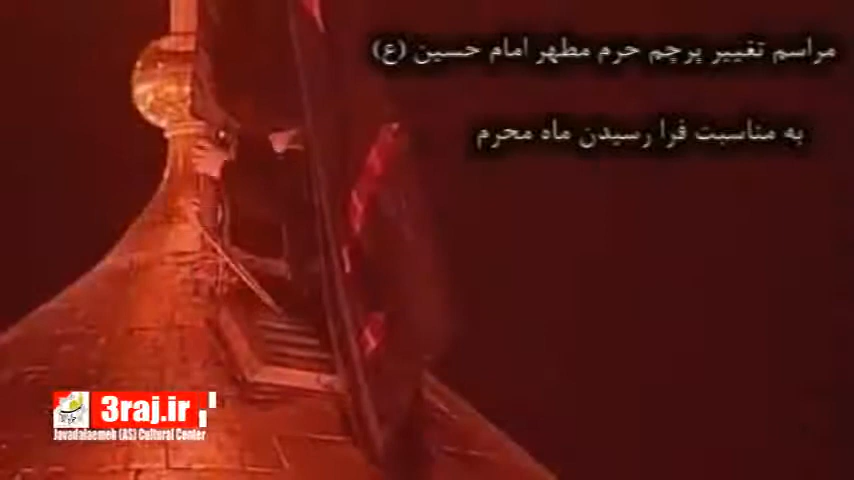 مراسم تغییر پرچم حرم مطهر امام حسین (ع)
به مناسبت فرا رسیدن ماه محرم
3raj.ir
Javadalaemeh (AS) Cultural Center